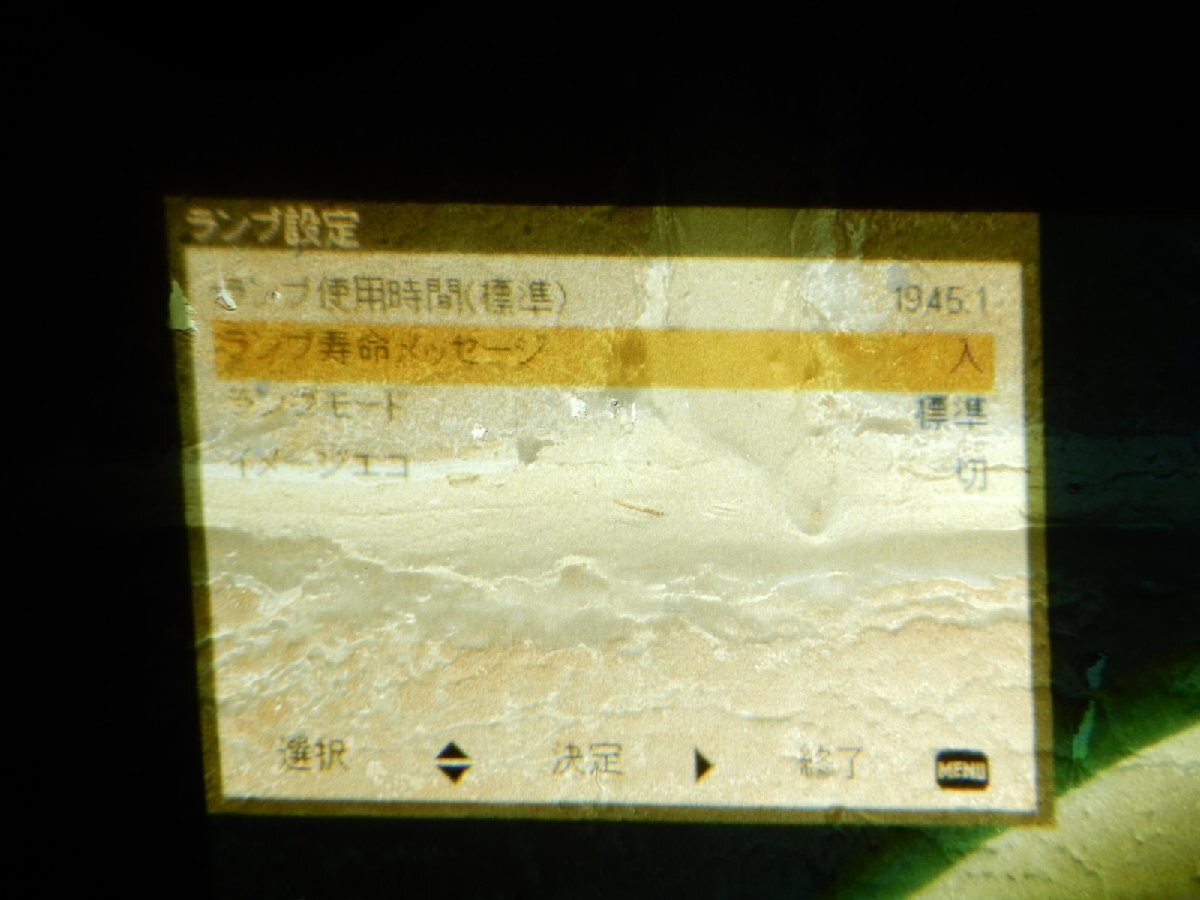 ランプ設定
ランプ使用時間(標準) 1945:1
ランプ寿命メッセージ 入
ランプモード 標準
イメージエコ 切
選択 決定 終了 MENU